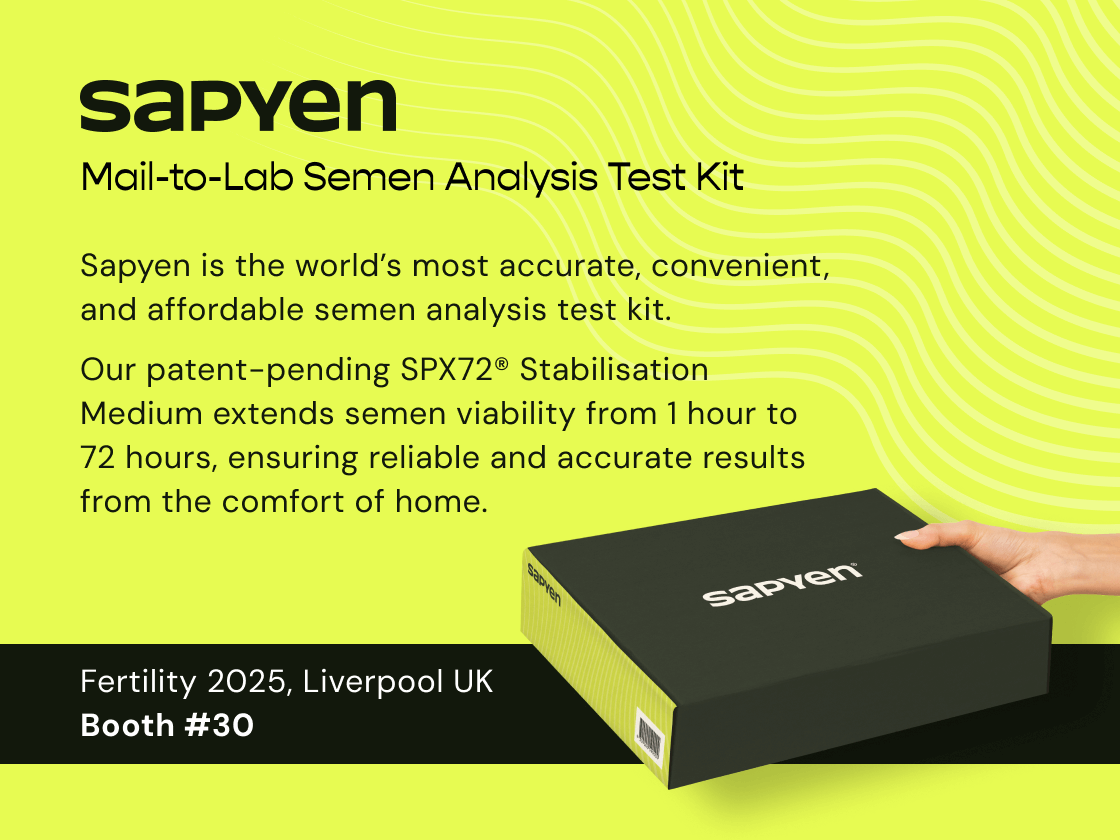 sapyen
Mail-to-Lab Semen Analysis Test Kit
Sapyen is the world’s most accurate, convenient,
and affordable semen analysis test kit.
Our patent-pending SPX72® Stabilisation
Medium extends semen viability from 1 hour to
72 hours, ensuring reliable and accurate results
from the comfort of home.
sapyen
sapyen®
Fertility 2025, Liverpool UK
Booth #30